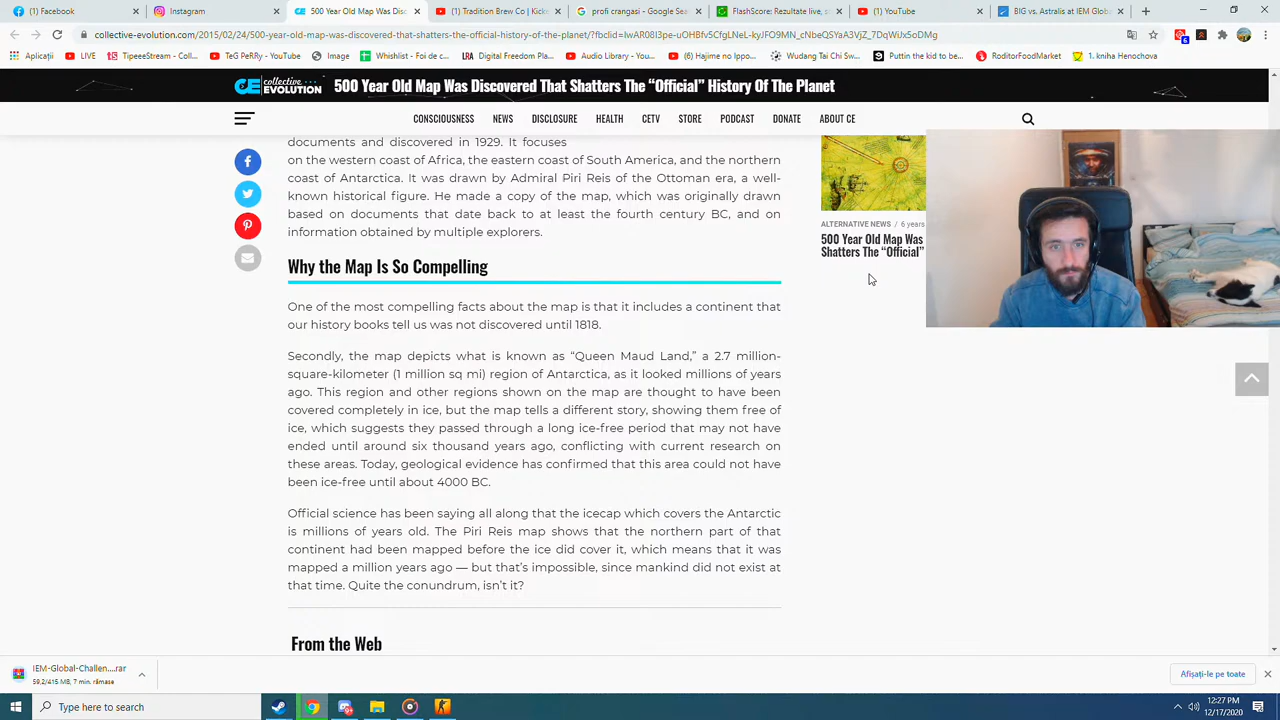 (1) Facebook
Instagram
500 Year Old Map Was Disc
(1) Tradition Brew Co | Kicke
profi crangasi - Google Sea
FlashScore: Rezultate live, s
(1) YouTube
BIG vs. Astralis at IEM Globa
collective-evolution.com/2015/02/24/500-year-old-map-was-discovered-that-shatters-the-official-history-of-the-planet/?fbclid=IwAR08I3pe-uOHBfv5CfgLNeL-kyJFO9MN_cNbeQSYaA3VjZ_7DqWiJx5oDMg
Aplicații
LIVE
TipeeeStream - Coll...
TeG PeRRy - YouTube
Image
Whishlist - Foi de c...
LRA
Digital Freedom Pla...
Audio Library - You...
(6) Hajime no Ippo...
Wudang Tai Chi Sw...
Puttin the kid to be...
RoditorFoodMarket
1. kniha Henochova
CE collective EVOLUTION
500 Year Old Map Was Discovered That Shatters The “Official” History Of The Planet
CONSCIOUSNESS NEWS DISCLOSURE HEALTH CETV STORE PODCAST DONATE ABOUT CE
documents and discovered in 1929. It focuses
on the western coast of Africa, the eastern coast of South America, and the northern
coast of Antarctica. It was drawn by Admiral Piri Reis of the Ottoman era, a well-
known historical figure. He made a copy of the map, which was originally drawn
based on documents that date back to at least the fourth century BC, and on
information obtained by multiple explorers.
ALTERNATIVE NEWS / 6 years
500 Year Old Map Was
Shatters The “Official”
Why the Map Is So Compelling
One of the most compelling facts about the map is that it includes a continent that
our history books tell us was not discovered until 1818.
Secondly, the map depicts what is known as “Queen Maud Land,” a 2.7 million-
square-kilometer (1 million sq mi) region of Antarctica, as it looked millions of years
ago. This region and other regions shown on the map are thought to have been
covered completely in ice, but the map tells a different story, showing them free of
ice, which suggests they passed through a long ice-free period that may not have
ended until around six thousand years ago, conflicting with current research on
these areas. Today, geological evidence has confirmed that this area could not have
been ice-free until about 4000 BC.
Official science has been saying all along that the icecap which covers the Antarctic
is millions of years old. The Piri Reis map shows that the northern part of that
continent had been mapped before the ice did cover it, which means that it was
mapped a million years ago — but that’s impossible, since mankind did not exist at
that time. Quite the conundrum, isn’t it?
From the Web
IEM-Global-Challen....rar
59,2/415 MB, 7 min. rămase
Afișați-le pe toate
Type here to search
12:27 PM
12/17/2020